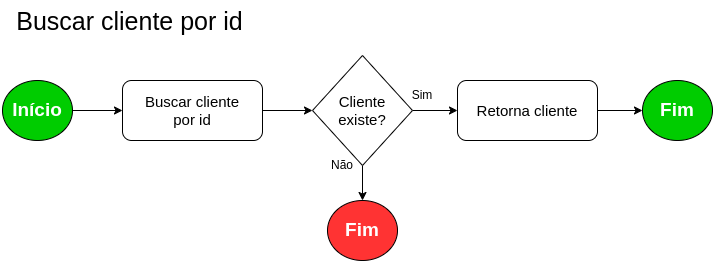 Buscar cliente por id
Início
Buscar cliente
por id
Cliente
existe?
Sim
Retorna cliente
Fim
Não
Fim